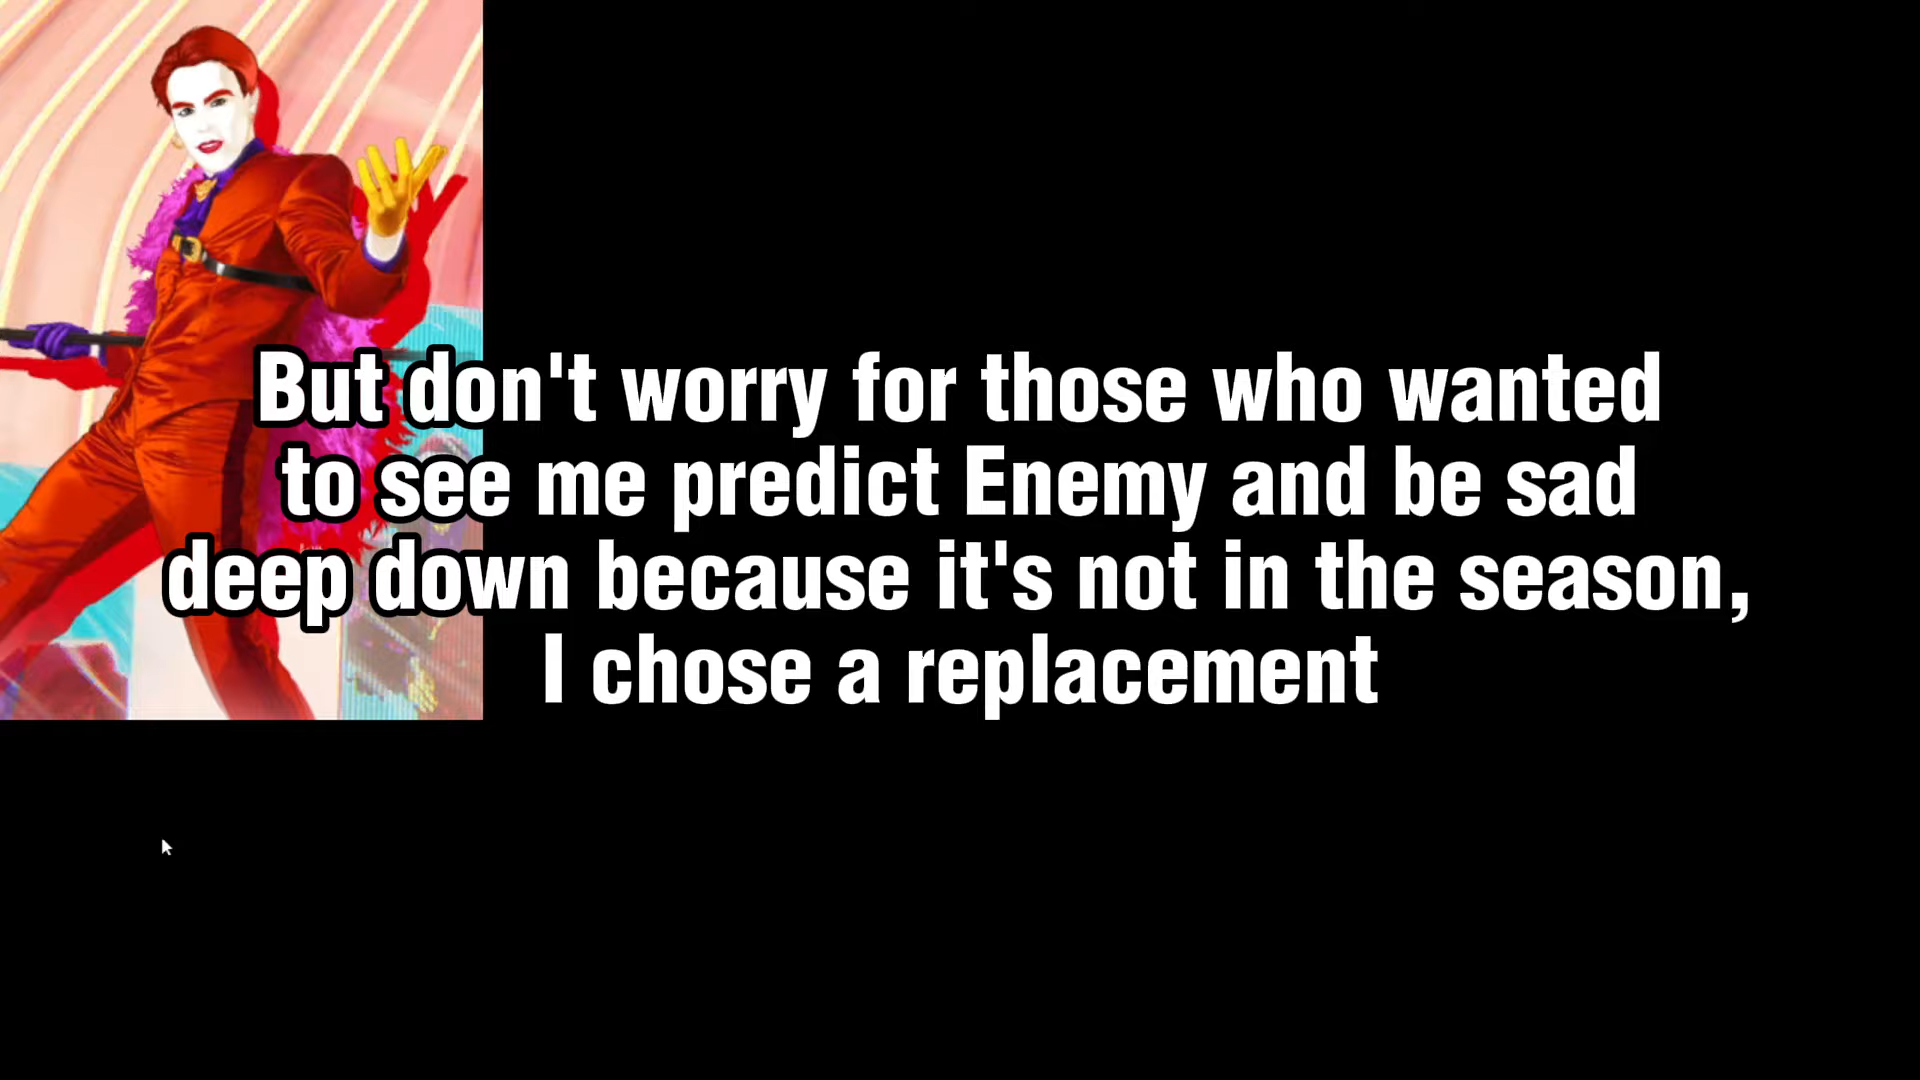 But don't worry for those who wanted
to see me predict Enemy and be sad
deep down because it's not in the season,
I chose a replacement